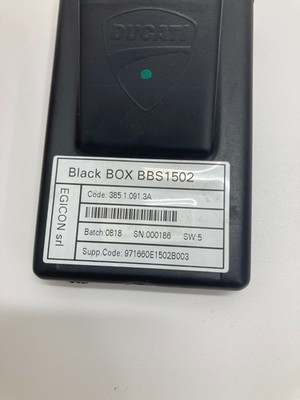 DUCATI
Black BOX BBS1502
Code: 385.1.091.3A
EGICON srl
Batch:0818 SN:000186 SW:5
Supp.Code: 971660E1502B003